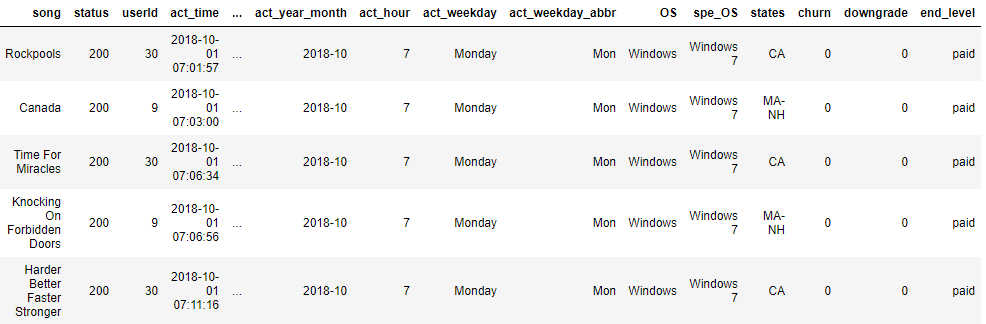 song status userId act_time ... act_year_month act_hour act_weekday act_weekday_abbr OS spe_OS states churn downgrade end_level
Rockpools 200 30 2018-10-01 07:01:57 ... 2018-10 7 Monday Mon Windows Windows 7 CA 0 0 paid
Canada 200 9 2018-10-01 07:03:00 ... 2018-10 7 Monday Mon Windows Windows 7 MA-NH 0 0 paid
Time For Miracles 200 30 2018-10-01 07:06:34 ... 2018-10 7 Monday Mon Windows Windows 7 CA 0 0 paid
Knocking On Forbidden Doors 200 9 2018-10-01 07:06:56 ... 2018-10 7 Monday Mon Windows Windows 7 MA-NH 0 0 paid
Harder Better Faster Stronger 200 30 2018-10-01 07:11:16 ... 2018-10 7 Monday Mon Windows Windows 7 CA 0 0 paid